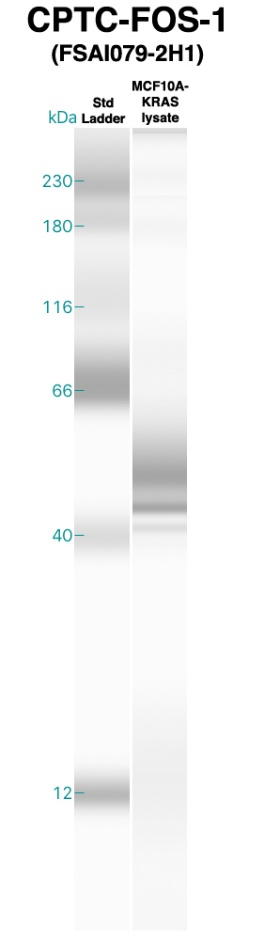 CPTC-FOS-1
(FSAI079-2H1)
kDa
Std
Ladder
MCF10A-
KRAS
lysate
230
180
116
66
40
12